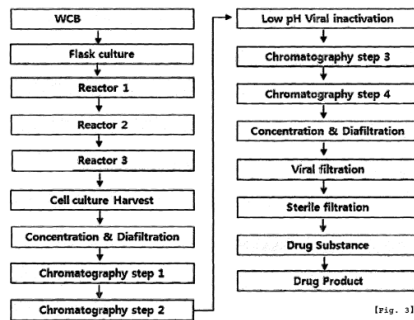 WCB
Flask culture
Reactor 1
Reactor 2
Reactor 3
Cell culture Harvest
Concentration & Diafiltration
Chromatography step 1
Chromatography step 2
Low pH Viral inactivation
Chromatography step 3
Chromatography step 4
Concentration & Diafiltration
Viral filtration
Sterile filtration
Drug Substance
Drug Product
[Fig. 3]